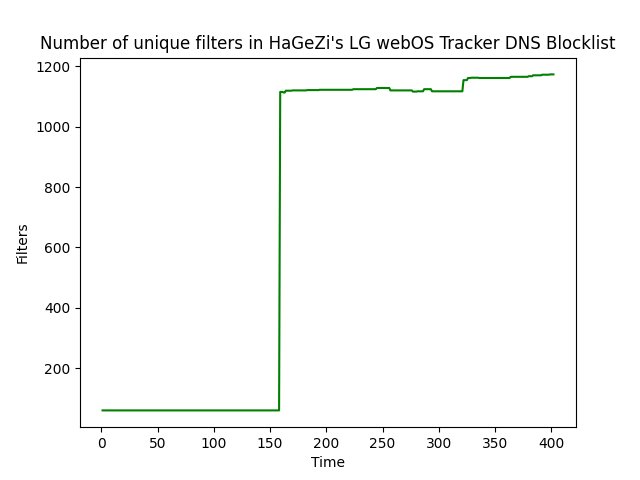 Number of unique filters in HaGeZi's LG webOS Tracker DNS Blocklist
1200
1000
800
600
400
200
Filters
0 50 100 150 200 250 300 350 400
Time